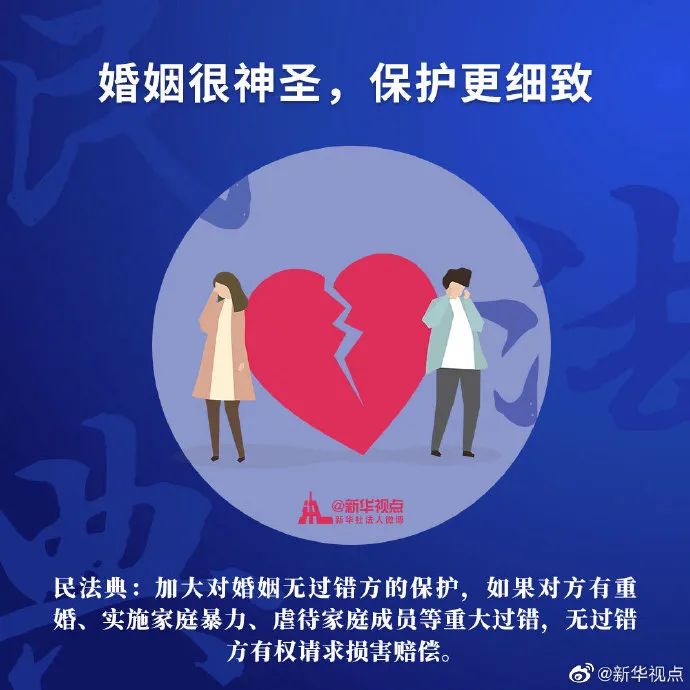 婚姻很神圣，保护更细致
民
法
典
@新华视点
新华社法人微博
民法典：加大对婚姻无过错方的保护，如果对方有重
婚、实施家庭暴力、虐待家庭成员等重大过错，无过错
方有权请求损害赔偿。
@新华视点